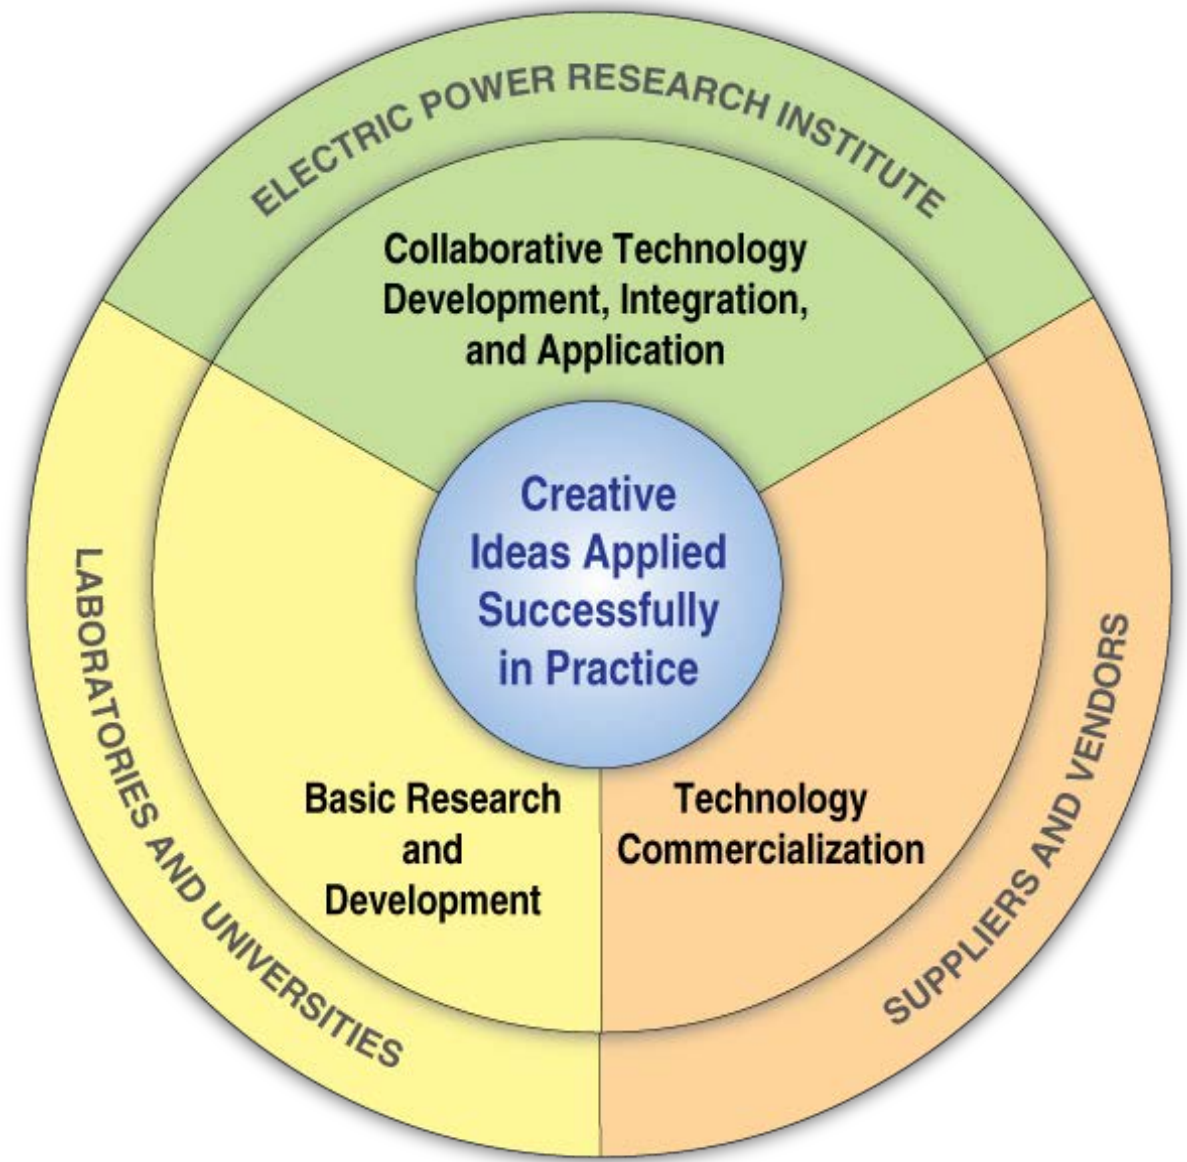 ELECTRIC POWER RESEARCH INSTITUTE
Collaborative Technology
Development, Integration,
and Application
Creative
Ideas Applied
Successfully
in Practice
LABORATORIES AND UNIVERSITIES
Basic Research
and
Development
Technology
Commercialization
SUPPLIERS AND VENDORS